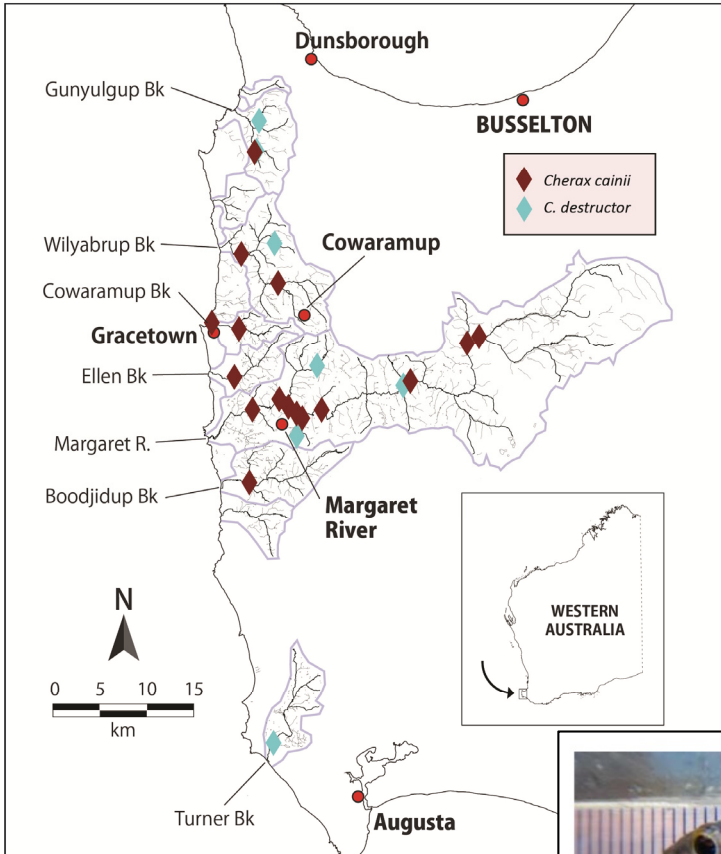 Dunsborough
Gunyulgup Bk
BUSSELTON
Cherax cainii
C. destructor
Wilyabrup Bk
Cowaramup
Cowaramup Bk
Gracetown
Ellen Bk
Margaret R.
Boodjidup Bk
Margaret
River
N
WESTERN
AUSTRALIA
0 5 10 15
km
Turner Bk
Augusta